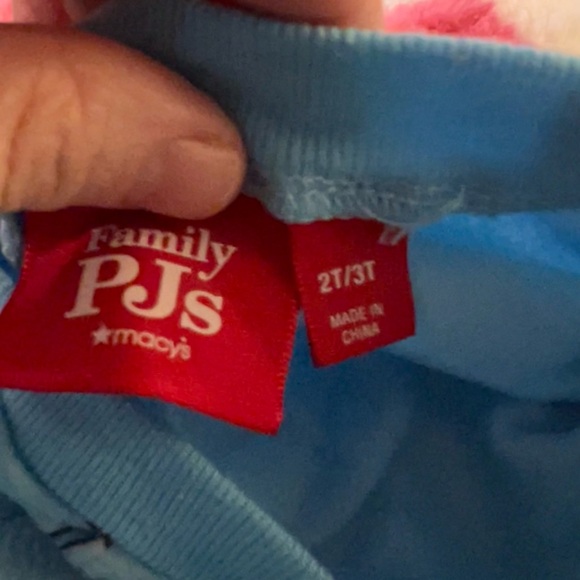 Family
PJs
★macy's
2T/3T
MADE IN
CHINA